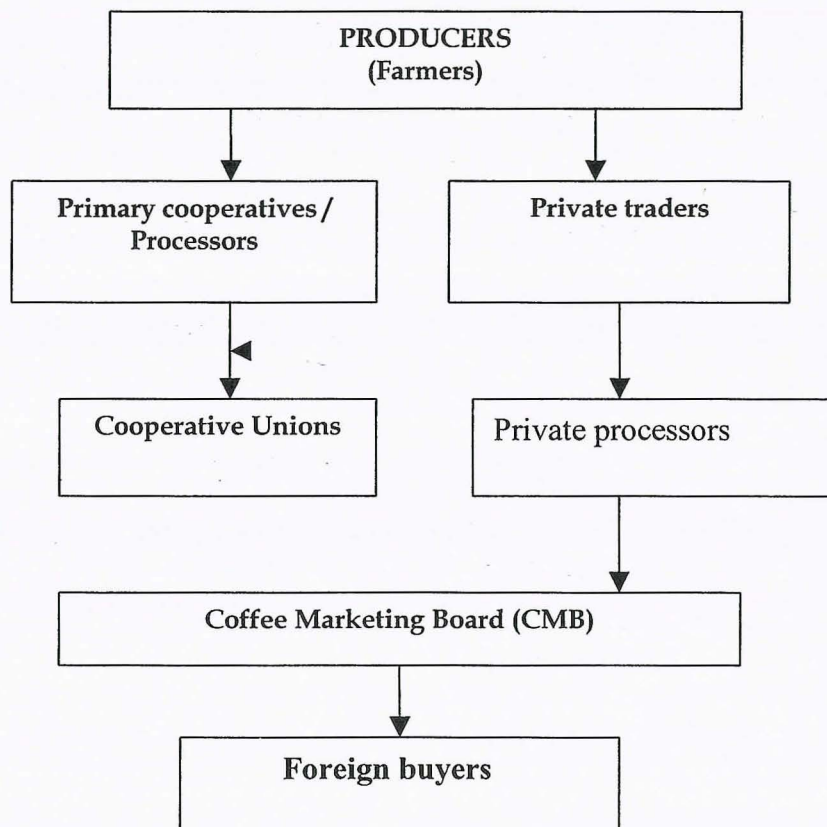 PRODUCERS
(Farmers)
Primary cooperatives /
Processors
Private traders
Cooperative Unions
Private processors
Coffee Marketing Board (CMB)
Foreign buyers